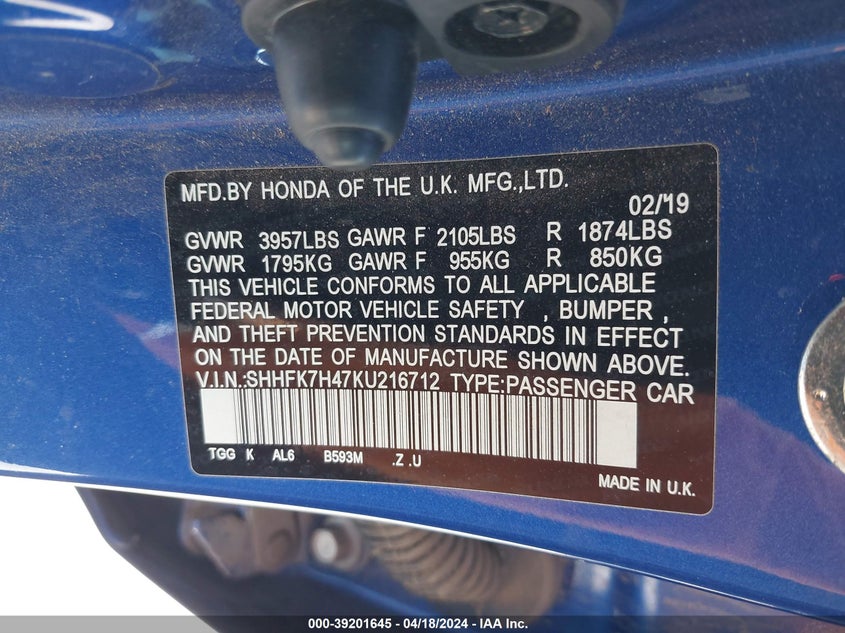 MFD.BY HONDA OF THE U.K. MFG.,LTD.
02/19
GVWR 3957LBS GAWR F 2105LBS R 1874LBS
GVWR 1795KG GAWR F 955KG R 850KG
THIS VEHICLE CONFORMS TO ALL APPLICABLE
FEDERAL MOTOR VEHICLE SAFETY , BUMPER ,
AND THEFT PREVENTION STANDARDS IN EFFECT
ON THE DATE OF MANUFACTURE SHOWN ABOVE.
V.I.N.:SHHFK7H47KU216712 TYPE:PASSENGER CAR
TGG K AL6 B593M .Z .U
MADE IN U.K.
000-39201645 / 04/18/2024 - IAA Inc.